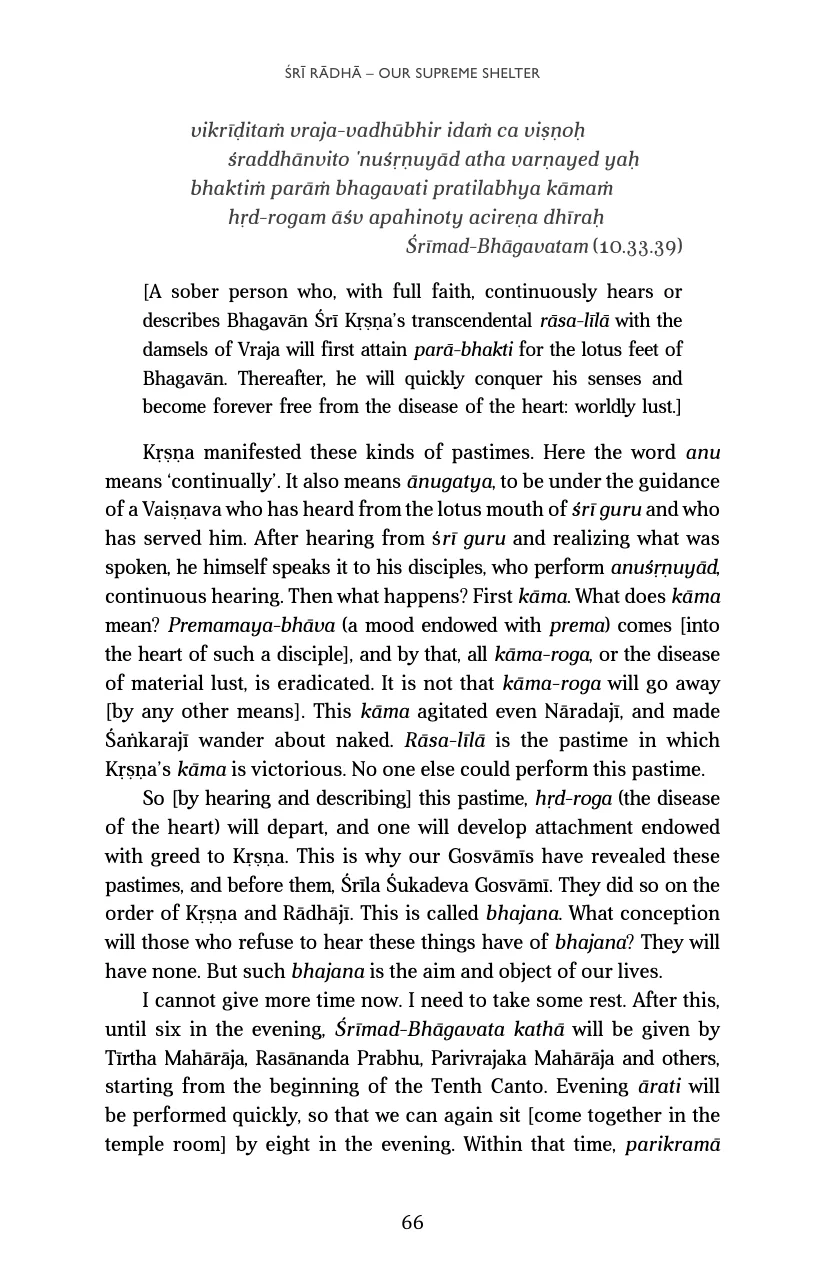 ŚRĪ RĀDHĀ – OUR SUPREME SHELTER
vikrīḍitaṁ vraja-vadhūbhir idaṁ ca viṣṇoḥ
śraddhānvito 'nuśṛṇuyād atha varṇayed yaḥ
bhaktiṁ parāṁ bhagavati pratilabhya kāmaṁ
hṛd-rogam āśv apahinoty acireṇa dhīraḥ
Śrīmad-Bhāgavatam (10.33.39)
[A sober person who, with full faith, continuously hears or
describes Bhagavān Śrī Kṛṣṇa's transcendental rāsa-līlā with the
damsels of Vraja will first attain parā-bhakti for the lotus feet of
Bhagavān. Thereafter, he will quickly conquer his senses and
become forever free from the disease of the heart: worldly lust.]
Kṛṣṇa manifested these kinds of pastimes. Here the word anu
means ‘continually’. It also means ānugatya, to be under the guidance
of a Vaiṣṇava who has heard from the lotus mouth of śrī guru and who
has served him. After hearing from śrī guru and realizing what was
spoken, he himself speaks it to his disciples, who perform anuśṛṇuyād,
continuous hearing. Then what happens? First kāma. What does kāma
mean? Premamaya-bhāva (a mood endowed with prema) comes [into
the heart of such a disciple], and by that, all kāma-roga, or the disease
of material lust, is eradicated. It is not that kāma-roga will go away
[by any other means]. This kāma agitated even Nāradajī, and made
Śaṅkarajī wander about naked. Rāsa-līlā is the pastime in which
Kṛṣṇa's kāma is victorious. No one else could perform this pastime.
So [by hearing and describing] this pastime, hṛd-roga (the disease
of the heart) will depart, and one will develop attachment endowed
with greed to Kṛṣṇa. This is why our Gosvāmīs have revealed these
pastimes, and before them, Śrīla Śukadeva Gosvāmī. They did so on the
order of Kṛṣṇa and Rādhājī. This is called bhajana. What conception
will those who refuse to hear these things have of bhajana? They will
have none. But such bhajana is the aim and object of our lives.
I cannot give more time now. I need to take some rest. After this,
until six in the evening, Śrīmad-Bhāgavata kathā will be given by
Tīrtha Mahārāja, Rasānanda Prabhu, Parivrajaka Mahārāja and others,
starting from the beginning of the Tenth Canto. Evening ārati will
be performed quickly, so that we can again sit [come together in the
temple room] by eight in the evening. Within that time, parikramā
66